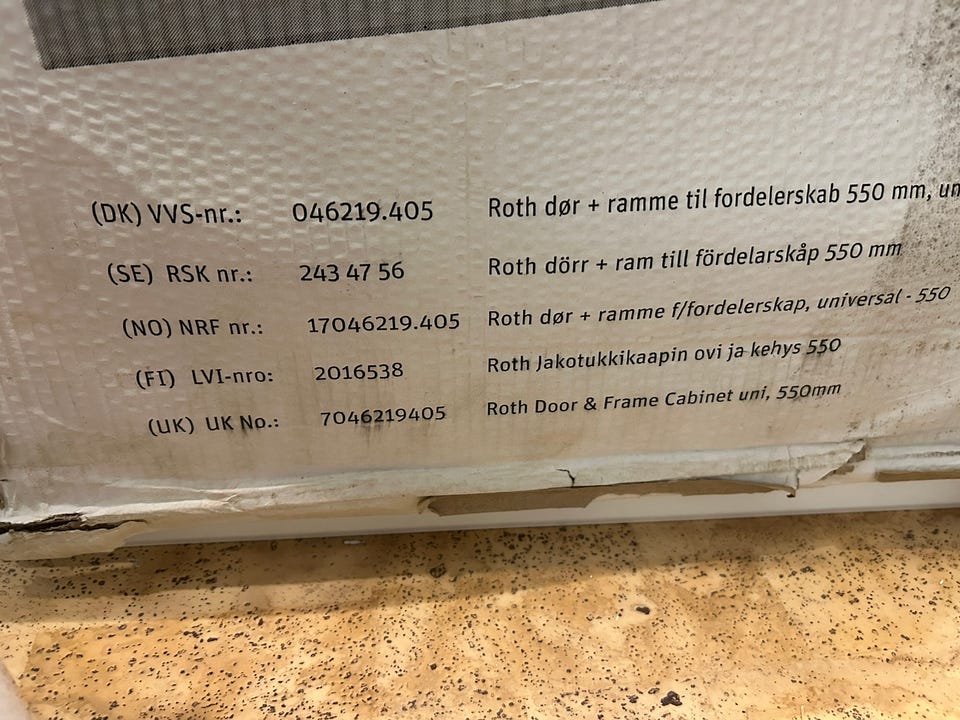 (DK) VVS-nr.: 046219.405 Roth dør + ramme til fordelerskab 550 mm,
(SE) RSK nr.: 243 47 56 Roth dörr + ram till fördelarskåp 550 mm
(NO) NRF nr.: 17046219.405 Roth dør + ramme f/fordelerskap, universal - 550
(FI) LVI-nro: 2016538 Roth Jakotukkikaapin ovi ja kehys 550
(UK) UK No.: 7046219405 Roth Door & Frame Cabinet uni, 550mm